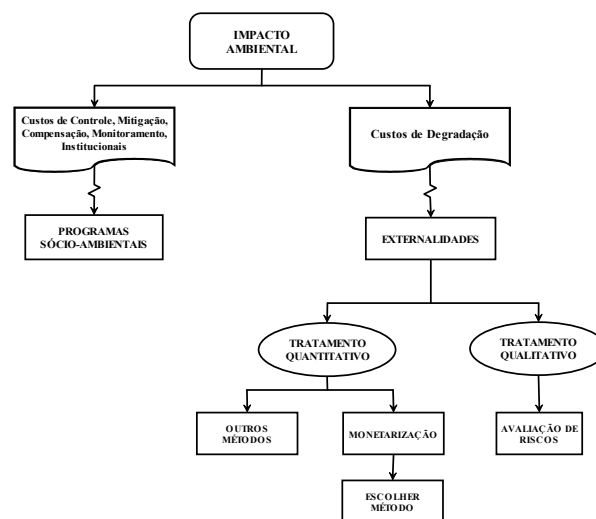 IMPACTO
AMBIENTAL
Custos de Controle, Mitigação,
Compensação, Monitoramento,
Institucionais
Custos de Degradação
PROGRAMAS
SÓCIO-AMBIENTAIS
EXTERNALIDADES
TRATAMENTO
QUANTITATIVO
TRATAMENTO
QUALITATIVO
OUTROS
MÉTODOS
MONETARIZAÇÃO
AVALIAÇÃO DE
RISCOS
ESCOLHER
MÉTODO